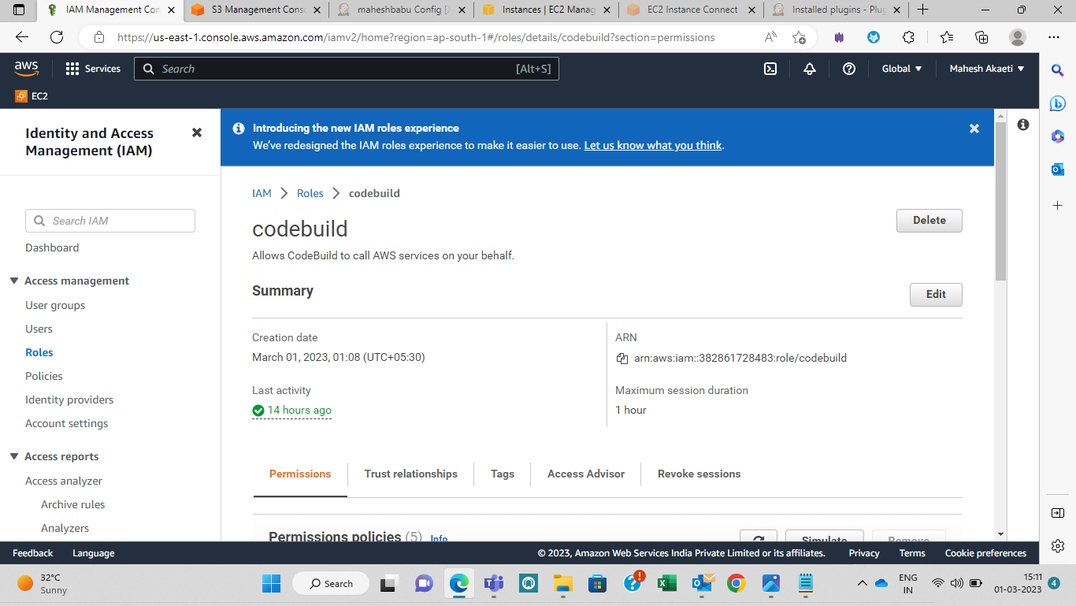 IAM Management Con
S3 Management Cons
maheshbabu Config [J
Instances | EC2 Manag
EC2 Instance Connect
Installed plugins - Plug
https://us-east-1.console.aws.amazon.com/iamv2/home?region=ap-south-1#/roles/details/codebuild?section=permissions
aws
Services
Search
[Alt+S]
Global
Mahesh Akaeti
EC2
Identity and Access
Management (IAM)
Search IAM
Dashboard
Access management
User groups
Users
Roles
Policies
Identity providers
Account settings
Access reports
Access analyzer
Archive rules
Analyzers
Introducing the new IAM roles experience
We've redesigned the IAM roles experience to make it easier to use. Let us know what you think.
IAM > Roles > codebuild
codebuild
Delete
Allows CodeBuild to call AWS services on your behalf.
Summary
Edit
Creation date
March 01, 2023, 01:08 (UTC+05:30)
Last activity
14 hours ago
ARN
arn:aws:iam::382861728483:role/codebuild
Maximum session duration
1 hour
Permissions
Trust relationships
Tags
Access Advisor
Revoke sessions
Permissions policies (5) Info
Simulate
Remove
Feedback
Language
© 2023, Amazon Web Services India Private Limited or its affiliates.
Privacy
Terms
Cookie preferences
32°C
Sunny
Search
ENG
IN
15:11
01-03-2023
4